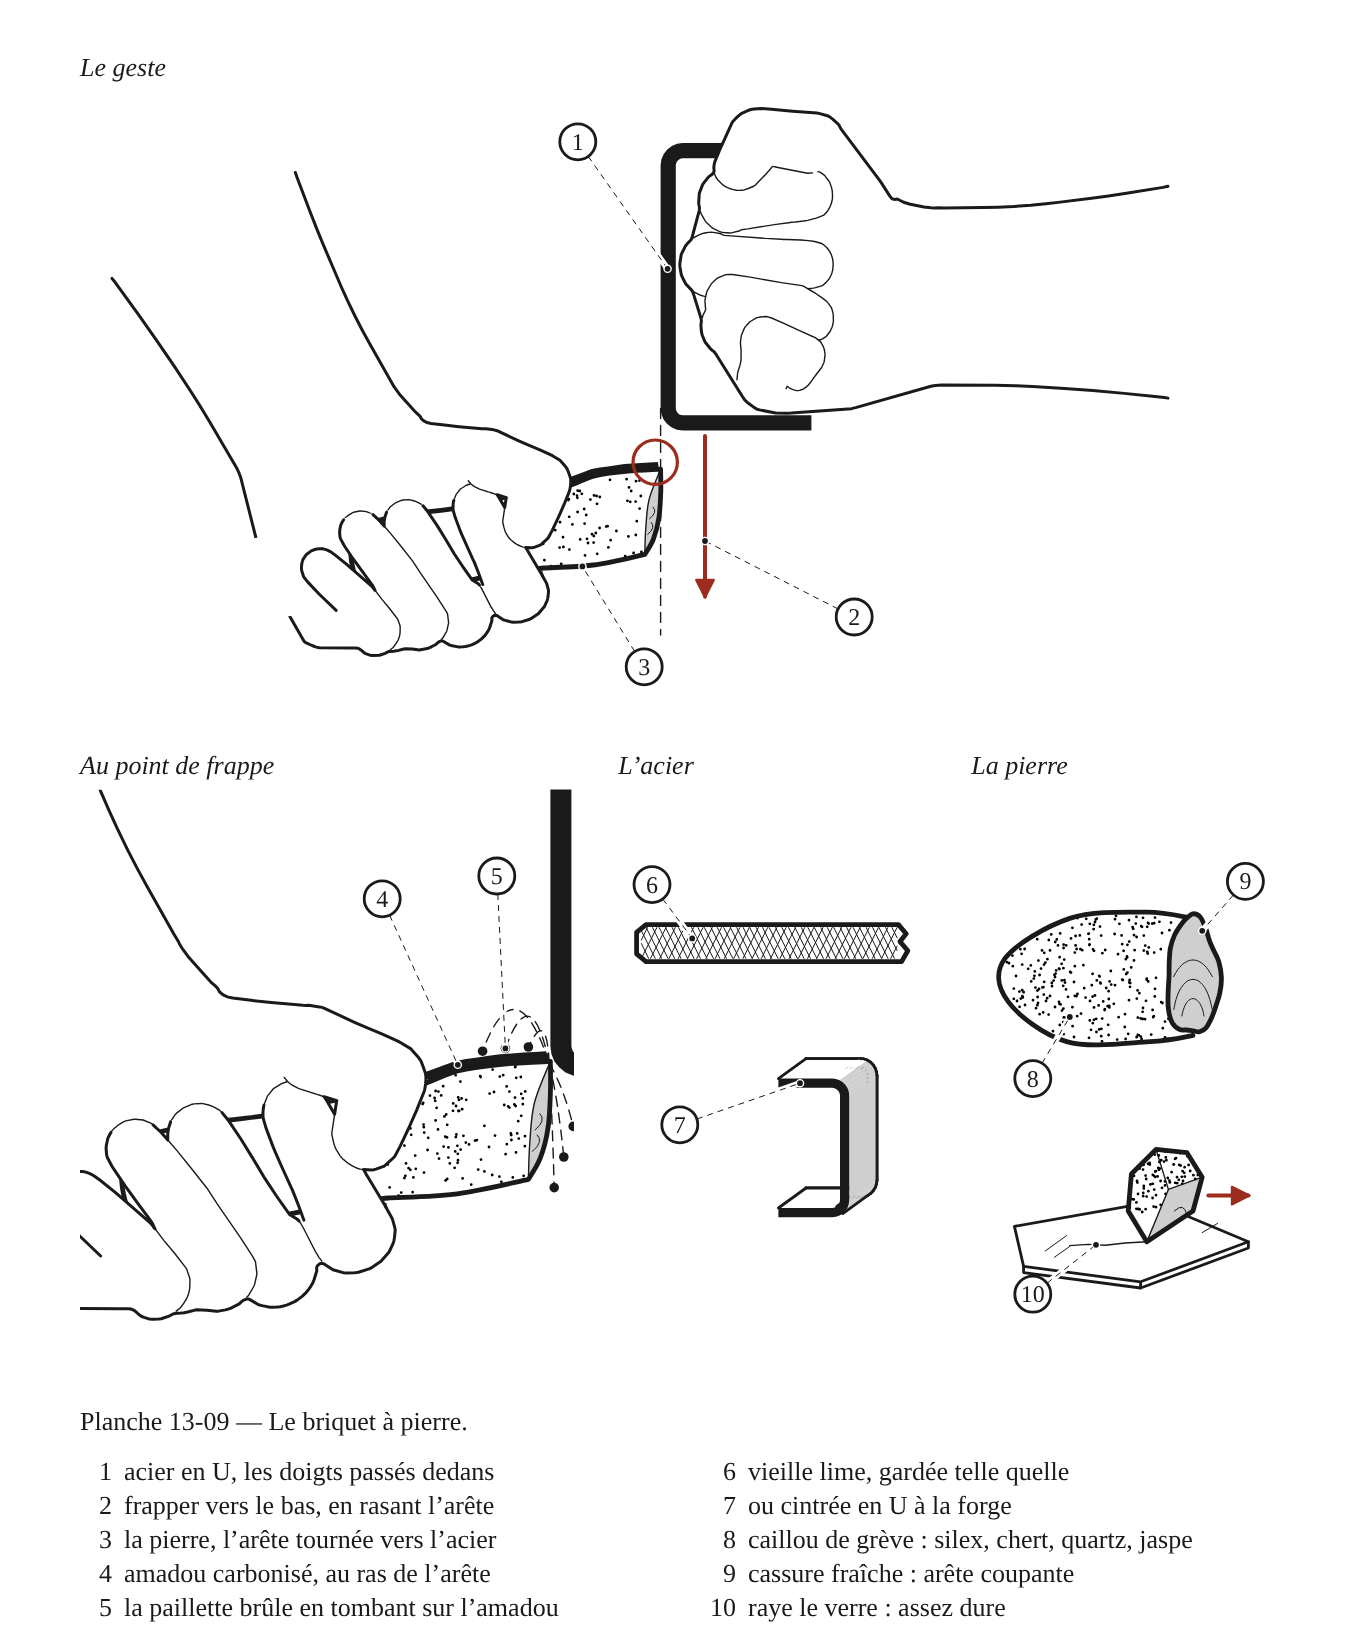 Le geste
1
2
3
Au point de frappe
L’acier
La pierre
4
5
6
7
8
9
10
Planche 13-09 — Le briquet à pierre.
1 acier en U, les doigts passés dedans
2 frapper vers le bas, en rasant l’arête
3 la pierre, l’arête tournée vers l’acier
4 amadou carbonisé, au ras de l’arête
5 la paillette brûle en tombant sur l’amadou
6 vieille lime, gardée telle quelle
7 ou cintrée en U à la forge
8 caillou de grève : silex, chert, quartz, jaspe
9 cassure fraîche : arête coupante
10 raye le verre : assez dure